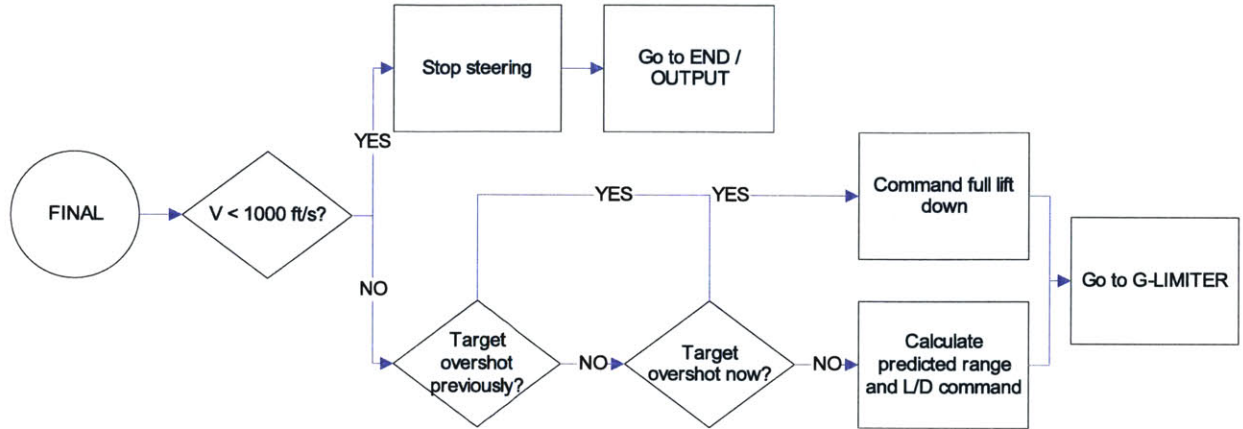 Stop steering
Go to END /
OUTPUT
YES
FINAL
V < 1000 ft/s?
YES
YES
Command full lift
down
Go to G-LIMITER
NO
Target
overshot
previously?
NO
Target
overshot now?
NO
Calculate
predicted range
and L/D command